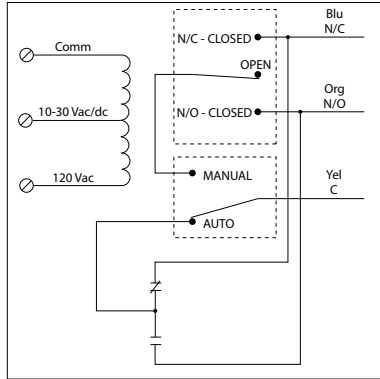 Comm
10-30 Vac/dc
120 Vac
N/C - CLOSED
OPEN
N/O - CLOSED
MANUAL
AUTO
Blu
N/C
Org
N/O
Yel
C